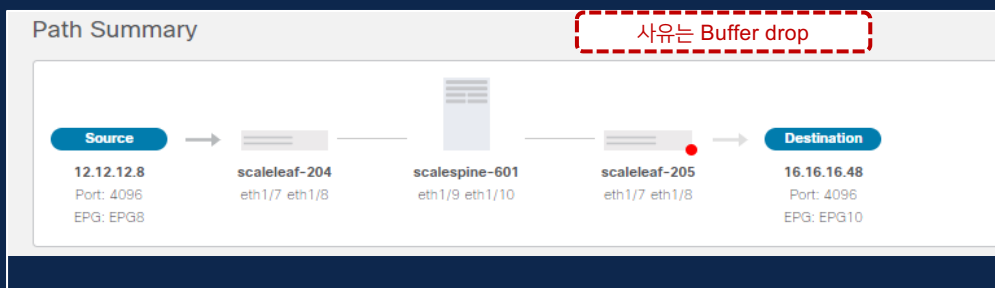 Path Summary
사유는 Buffer drop
Source
12.12.12.8
Port: 4096
EPG: EPG8
scaleleaf-204
eth1/7 eth1/8
scalespine-601
eth1/9 eth1/10
scaleleaf-205
eth1/7 eth1/8
Destination
16.16.16.48
Port: 4096
EPG: EPG10